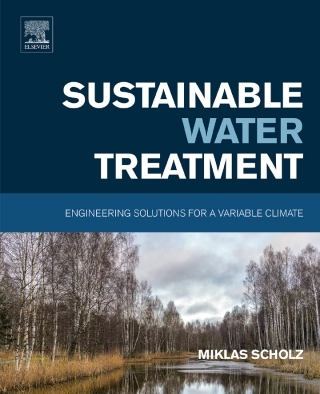 ELSEVIER
SUSTAINABLE
WATER
TREATMENT
ENGINEERING SOLUTIONS FOR A VARIABLE CLIMATE
MIKLAS SCHOLZ